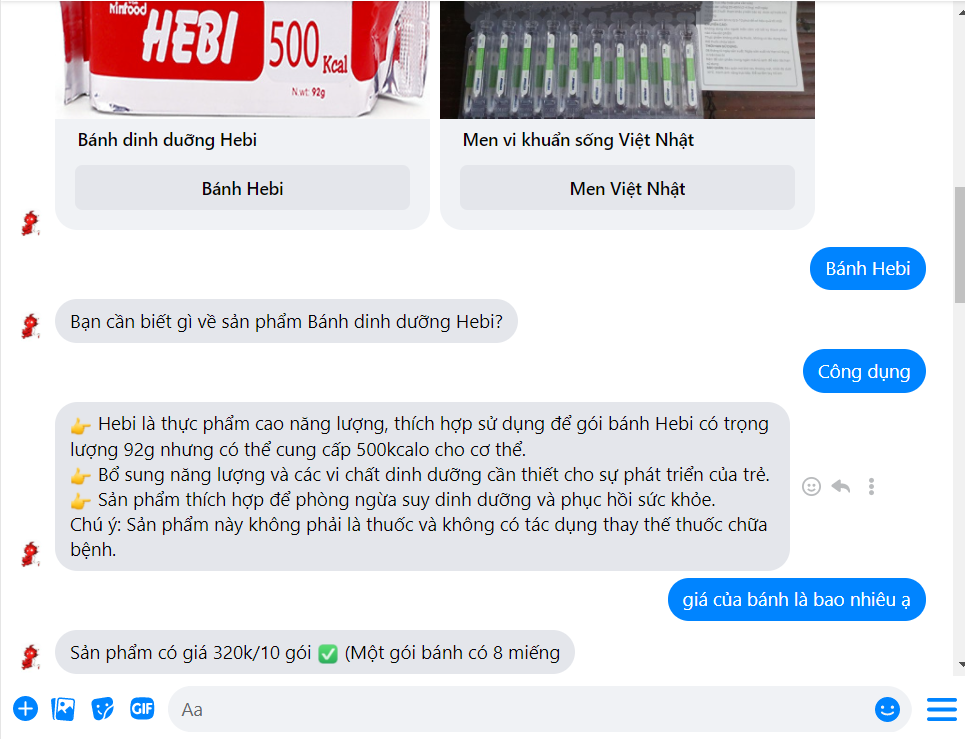 Winfood
HEBI 500 Kcal
N.wt: 92g
Bánh dinh dưỡng Hebi
Bánh Hebi
Men vi khuẩn sống Việt Nhật
Men Việt Nhật
Bánh Hebi
Bạn cần biết gì về sản phẩm Bánh dinh dưỡng Hebi?
Công dụng
👉 Hebi là thực phẩm cao năng lượng, thích hợp sử dụng để gói bánh Hebi có trọng
lượng 92g nhưng có thể cung cấp 500kcalo cho cơ thể.
👉 Bổ sung năng lượng và các vi chất dinh dưỡng cần thiết cho sự phát triển của trẻ.
👉 Sản phẩm thích hợp để phòng ngừa suy dinh dưỡng và phục hồi sức khỏe.
Chú ý: Sản phẩm này không phải là thuốc và không có tác dụng thay thế thuốc chữa
bệnh.
giá của bánh là bao nhiêu ạ
Sản phẩm có giá 320k/10 gói ✅ (Một gói bánh có 8 miếng
GIF
Aa